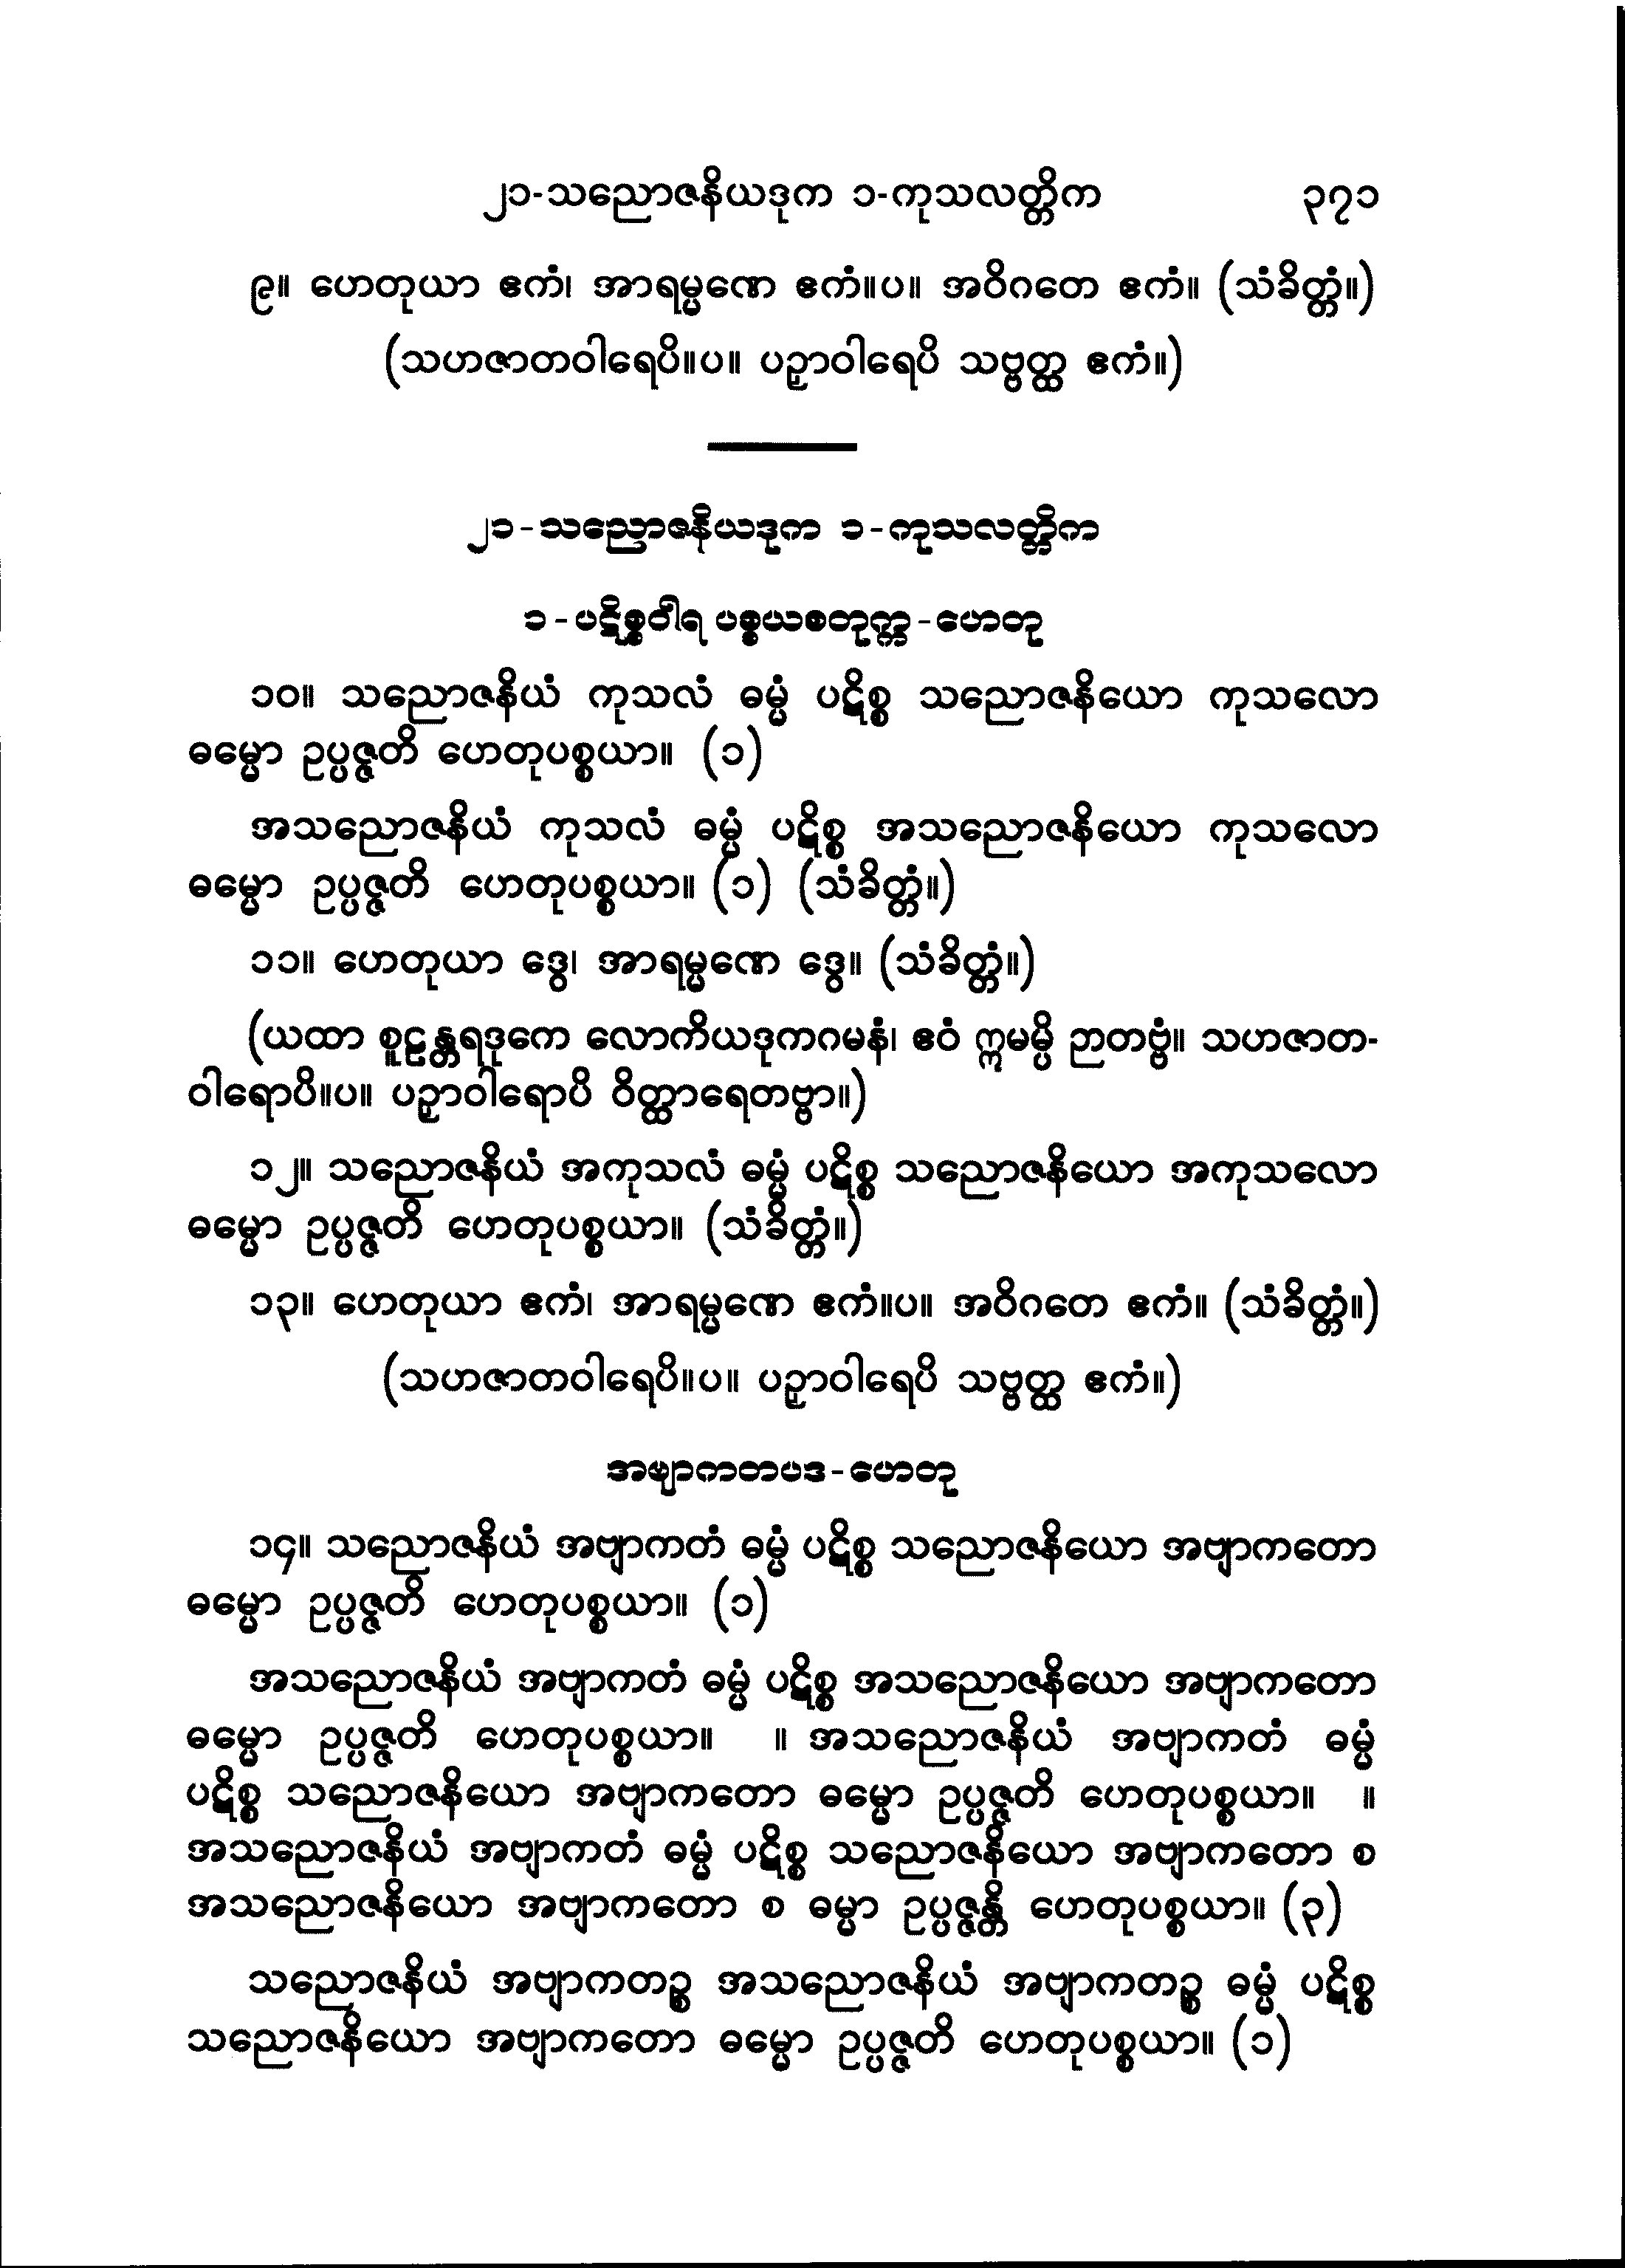 ၂၁-သညောဇနိယဒုက ၁-ကုသလတ္တိက ၃၇၁
၉။ ဟေတုယာ ဧကံ၊ အာရမ္မဏေ ဧကံ။ပ။ အဝိဂတေ ဧကံ။ (သံခိတ္တံ။)
(သဟဇာတဝါရေပိ။ပ။ ပဉှာဝါရေပိ သဗ္ဗတ္ထ ဧကံ။)
၂၁-သညောဇနိယဒုက ၁-ကုသလတ္တိက
၁-ပဋိစ္စဝါရ ပစ္စယစတုက္က-ဟေတု
၁၀။ သညောဇနိယံ ကုသလံ ဓမ္မံ ပဋိစ္စ သညောဇနိယော ကုသလော
ဓမ္မော ဥပ္ပဇ္ဇတိ ဟေတုပစ္စယာ။ (၁)
အသညောဇနိယံ ကုသလံ ဓမ္မံ ပဋိစ္စ အသညောဇနိယော ကုသလော
ဓမ္မော ဥပ္ပဇ္ဇတိ ဟေတုပစ္စယာ။ (၁) (သံခိတ္တံ။)
၁၁။ ဟေတုယာ ဒွေ၊ အာရမ္မဏေ ဒွေ။ (သံခိတ္တံ။)
(ယထာ စူဠန္တရဒုကေ လောကိယဒုကဂမနံ၊ ဧဝံ ဣမမ္ပိ ဉာတဗ္ဗံ။ သဟဇာတ-
ဝါရောပိ။ပ။ ပဉှာဝါရောပိ ဝိတ္ထာရေတဗ္ဗာ။)
၁၂။ သညောဇနိယံ အကုသလံ ဓမ္မံ ပဋိစ္စ သညောဇနိယော အကုသလော
ဓမ္မော ဥပ္ပဇ္ဇတိ ဟေတုပစ္စယာ။ (သံခိတ္တံ။)
၁၃။ ဟေတုယာ ဧကံ၊ အာရမ္မဏေ ဧကံ။ပ။ အဝိဂတေ ဧကံ။ (သံခိတ္တံ။)
(သဟဇာတဝါရေပိ။ပ။ ပဉှာဝါရေပိ သဗ္ဗတ္ထ ဧကံ။)
အဗျာကတပဒ-ဟေတု
၁၄။ သညောဇနိယံ အဗျာကတံ ဓမ္မံ ပဋိစ္စ သညောဇနိယော အဗျာကတော
ဓမ္မော ဥပ္ပဇ္ဇတိ ဟေတုပစ္စယာ။ (၁)
အသညောဇနိယံ အဗျာကတံ ဓမ္မံ ပဋိစ္စ အသညောဇနိယော အဗျာကတော
ဓမ္မော ဥပ္ပဇ္ဇတိ ဟေတုပစ္စယာ။ ။ အသညောဇနိယံ အဗျာကတံ ဓမ္မံ
ပဋိစ္စ သညောဇနိယော အဗျာကတော ဓမ္မော ဥပ္ပဇ္ဇတိ ဟေတုပစ္စယာ။ ။
အသညောဇနိယံ အဗျာကတံ ဓမ္မံ ပဋိစ္စ သညောဇနိယော အဗျာကတော စ
အသညောဇနိယော အဗျာကတော စ ဓမ္မာ ဥပ္ပဇ္ဇန္တိ ဟေတုပစ္စယာ။ (၃)
သညောဇနိယံ အဗျာကတဉ္စ အသညောဇနိယံ အဗျာကတဉ္စ ဓမ္မံ ပဋိစ္စ
သညောဇနိယော အဗျာကတော ဓမ္မော ဥပ္ပဇ္ဇတိ ဟေတုပစ္စယာ။ (၁)